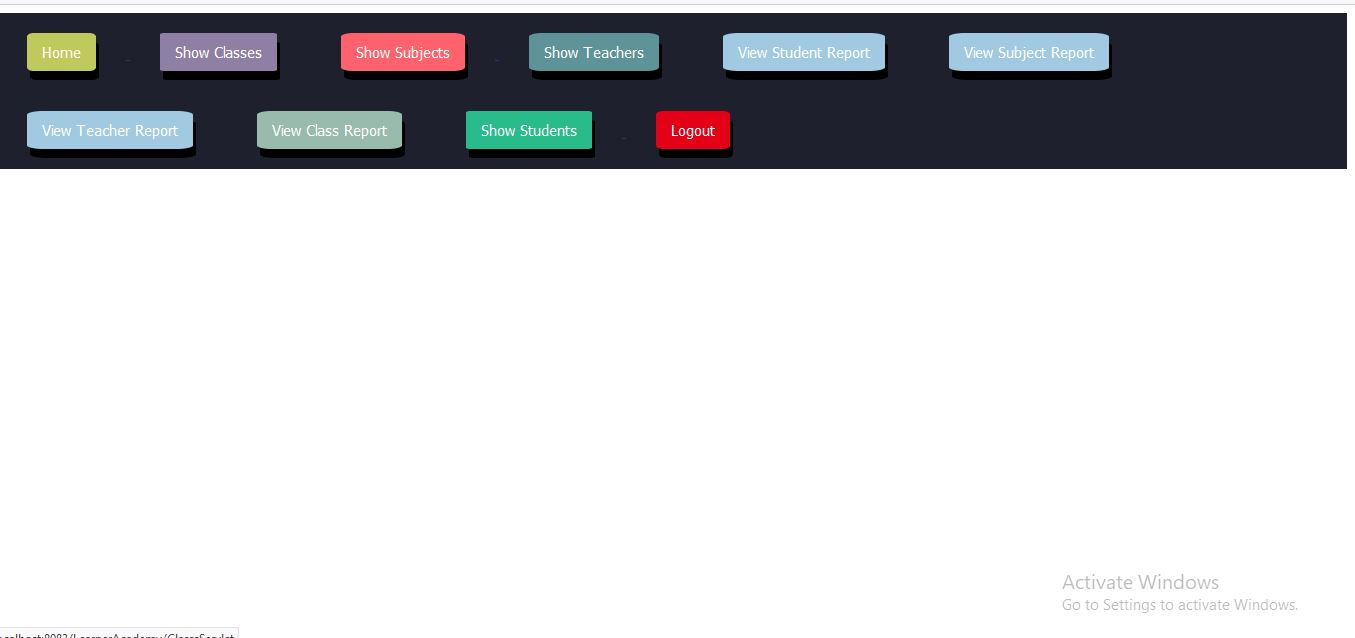 Home Show Classes Show Subjects Show Teachers View Student Report View Subject Report
View Teacher Report View Class Report Show Students Logout
Activate Windows
Go to Settings to activate Windows.